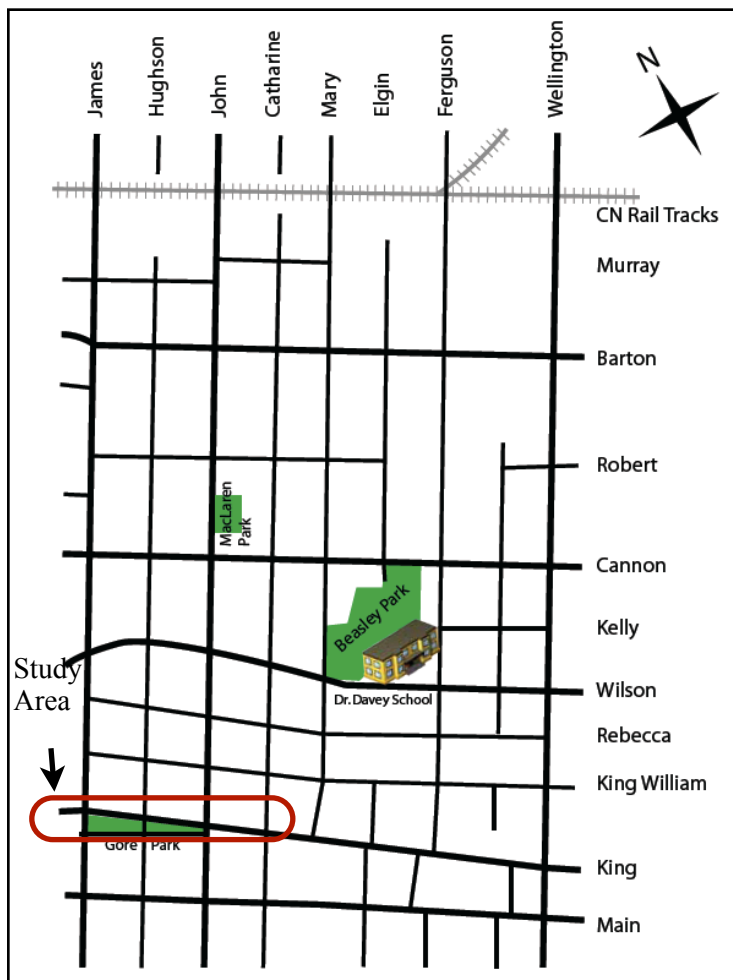 James
Hughson
John
Catharine
Mary
Elgin
Ferguson
Wellington
N
CN Rail Tracks
Murray
Barton
Robert
MacLaren
Park
Cannon
Beasley Park
Kelly
Study
Area
Dr. Davey School
Wilson
Rebecca
King William
Gore Park
King
Main